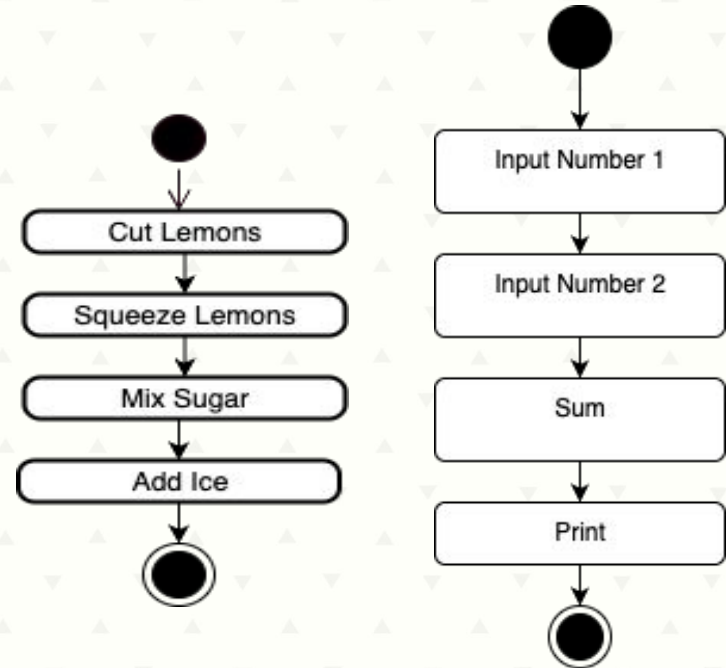 Cut Lemons
Squeeze Lemons
Mix Sugar
Add Ice
Input Number 1
Input Number 2
Sum
Print